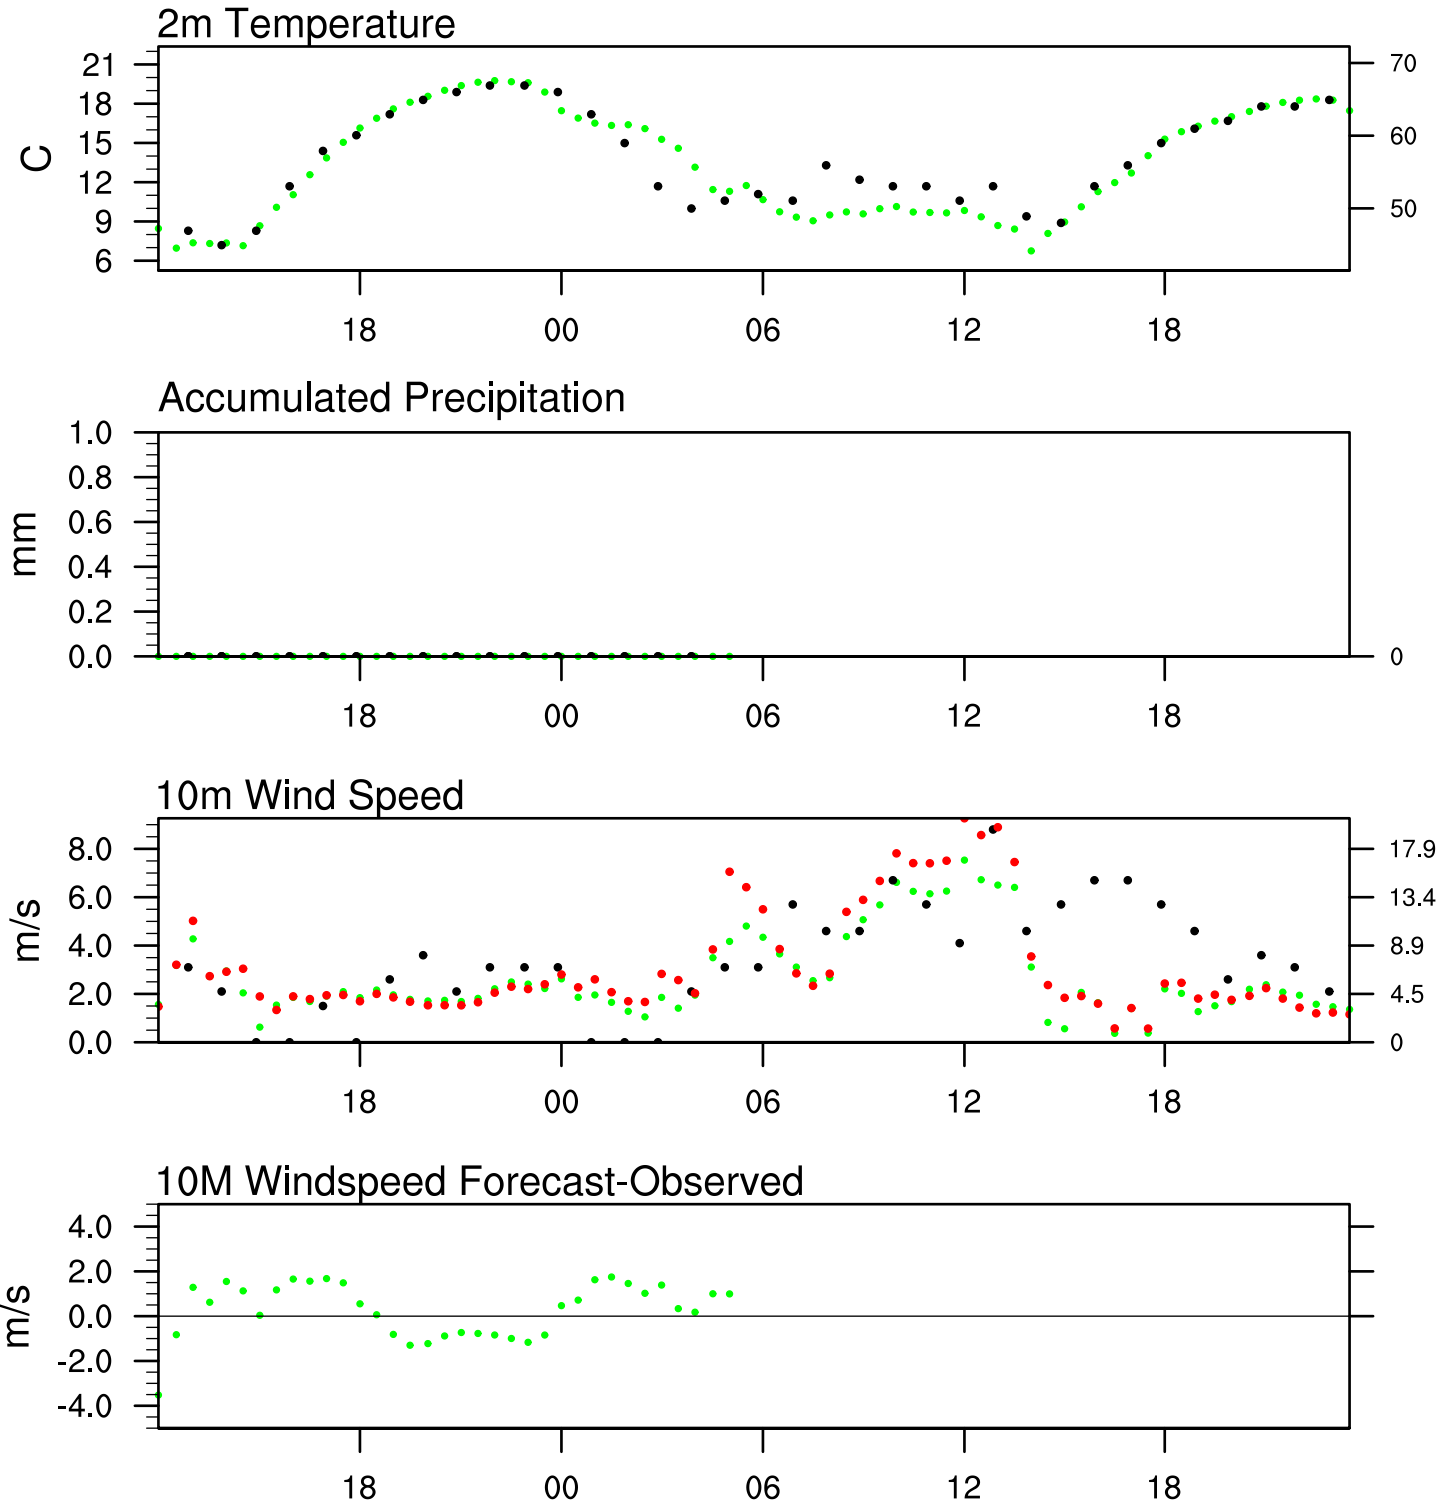 2m Temperature
21
18
15
12
9
6
C
70
60
50
18 00 06 12 18
Accumulated Precipitation
1.0
0.8
0.6
0.4
0.2
0.0
mm
0
18 00 06 12 18
10m Wind Speed
8.0
6.0
4.0
2.0
0.0
m/s
17.9
13.4
8.9
4.5
0
18 00 06 12 18
10M Windspeed Forecast-Observed
4.0
2.0
0.0
-2.0
-4.0
m/s
18 00 06 12 18